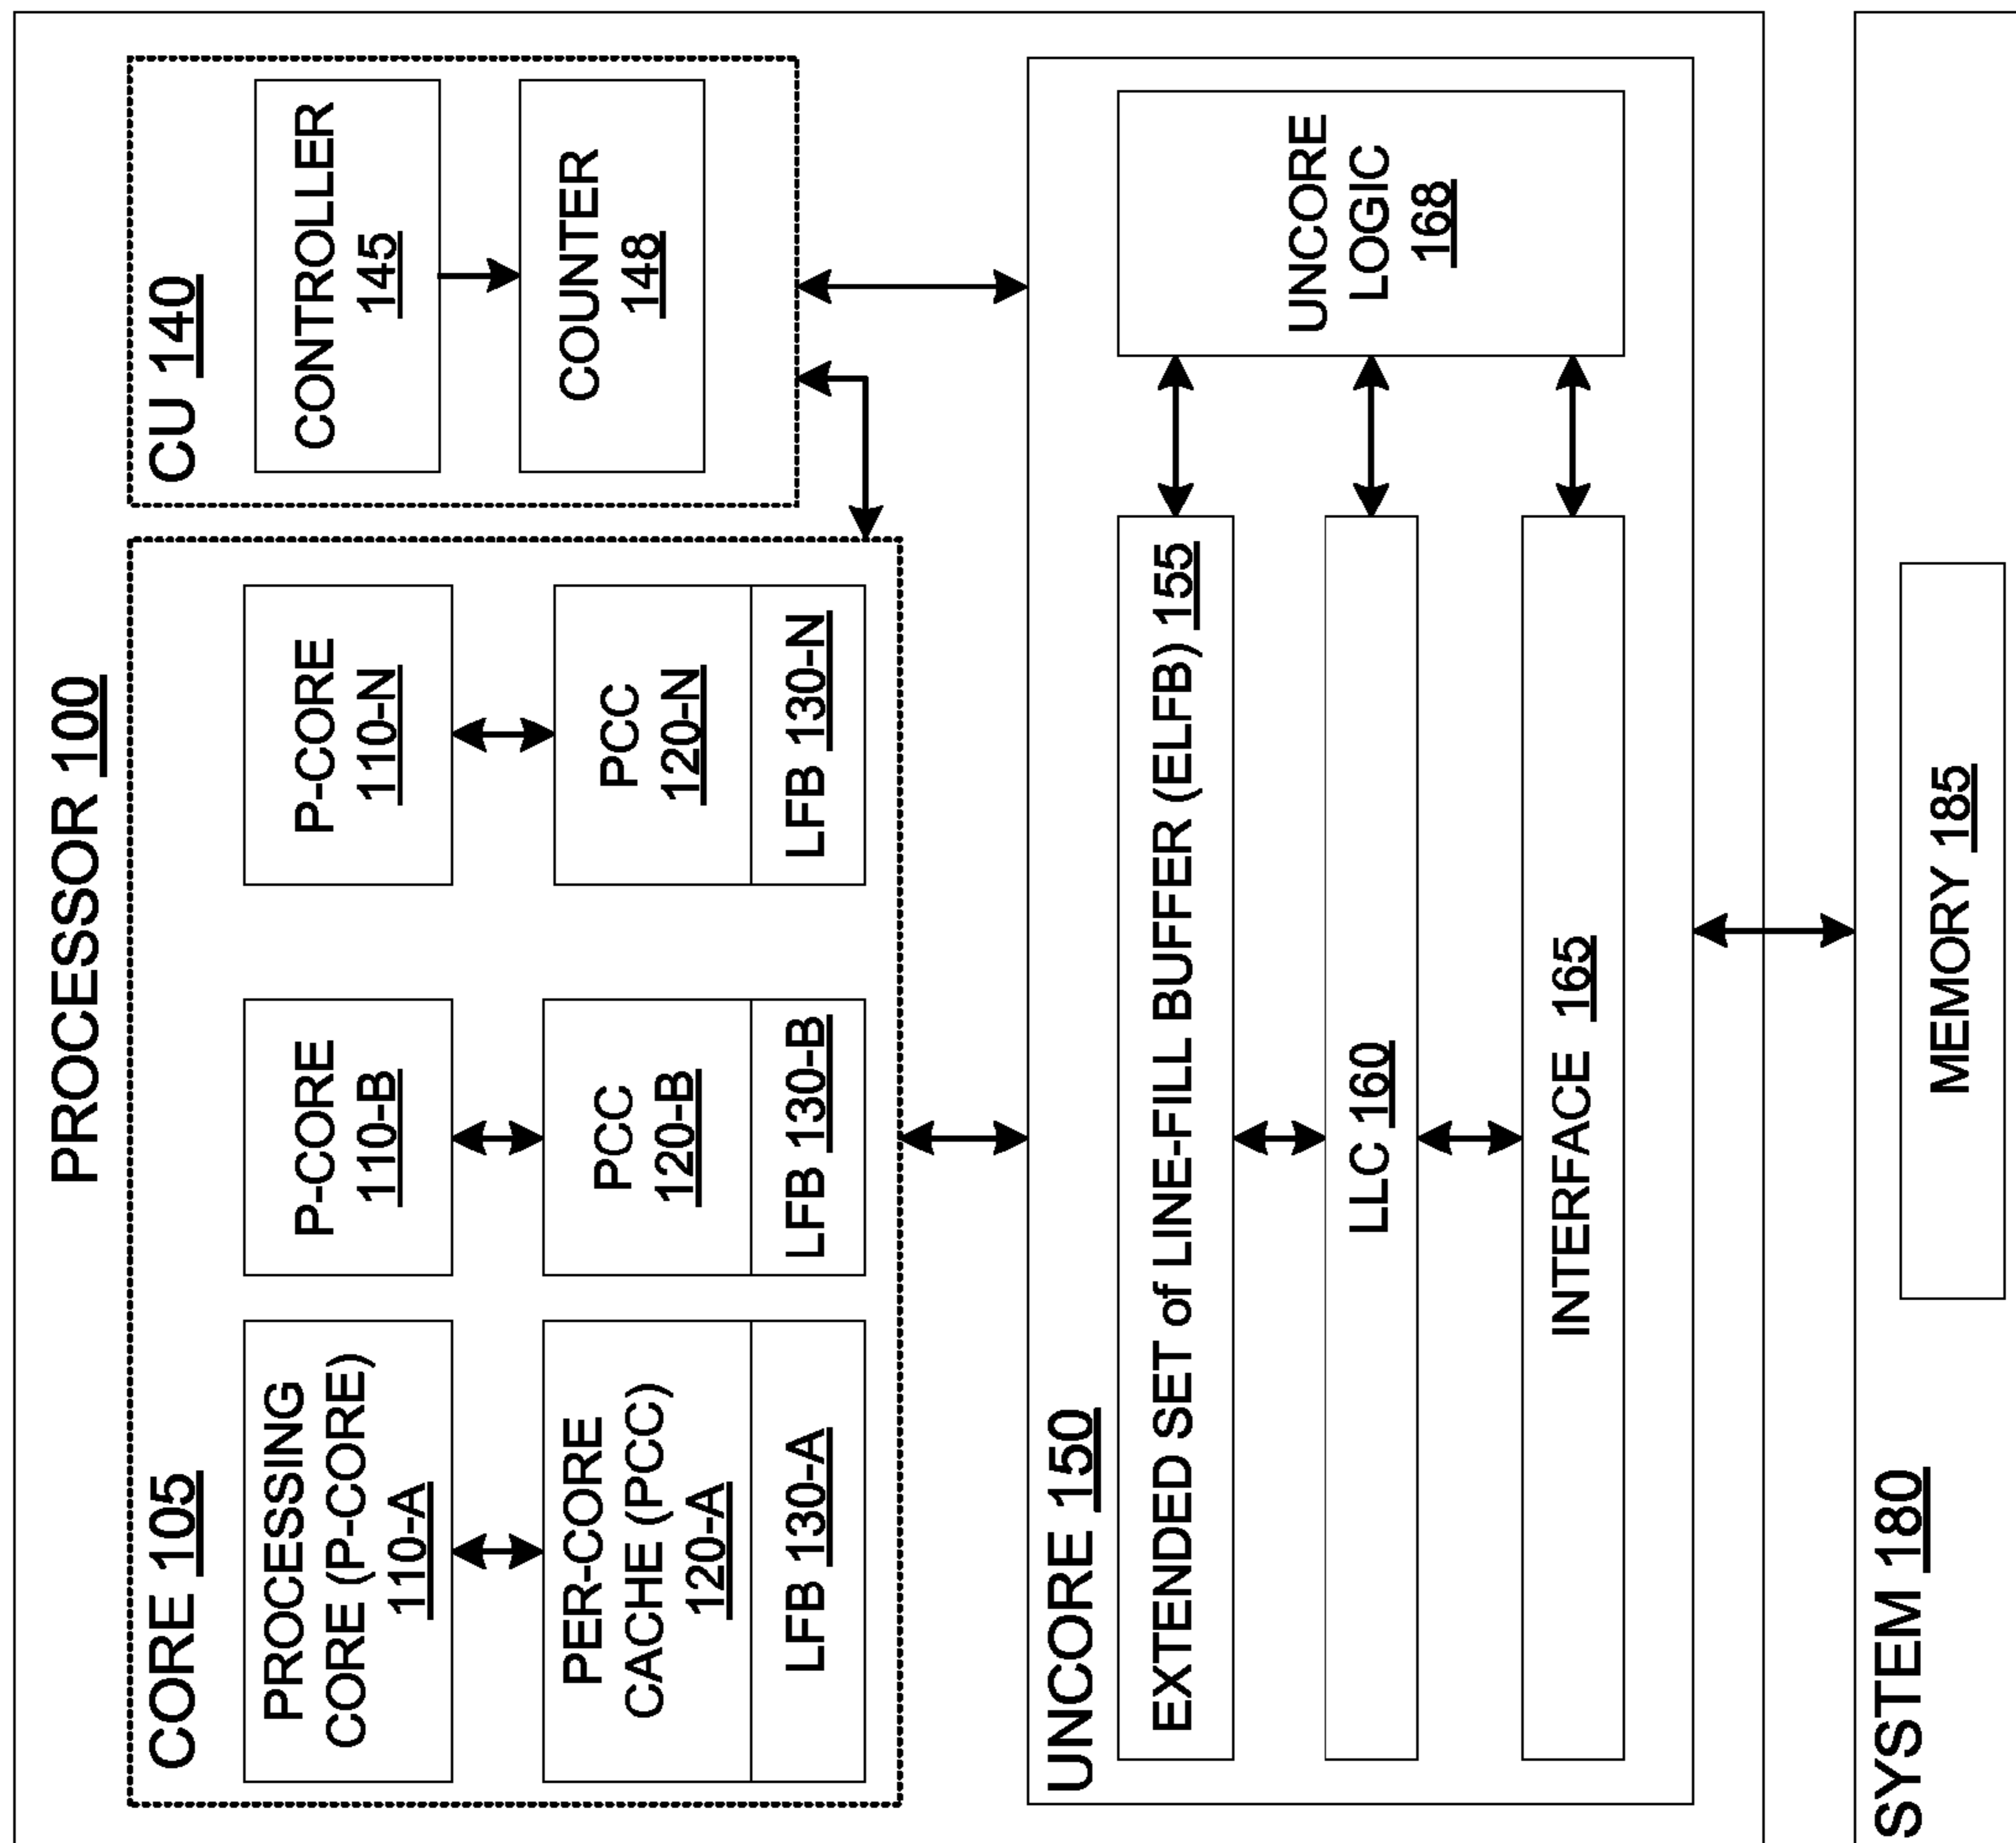 PROCESSOR 100
CORE 105
PROCESSING
CORE (P-CORE)
110-A
P-CORE
110-B
P-CORE
110-N
PER-CORE
CACHE (PCC)
120-A
LFB 130-A
PCC
120-B
LFB 130-B
PCC
120-N
LFB 130-N
CU 140
CONTROLLER
145
COUNTER
148
UNCORE 150
EXTENDED SET of LINE-FILL BUFFER (ELFB) 155
LLC 160
INTERFACE 165
UNCORE
LOGIC
168
SYSTEM 180
MEMORY 185